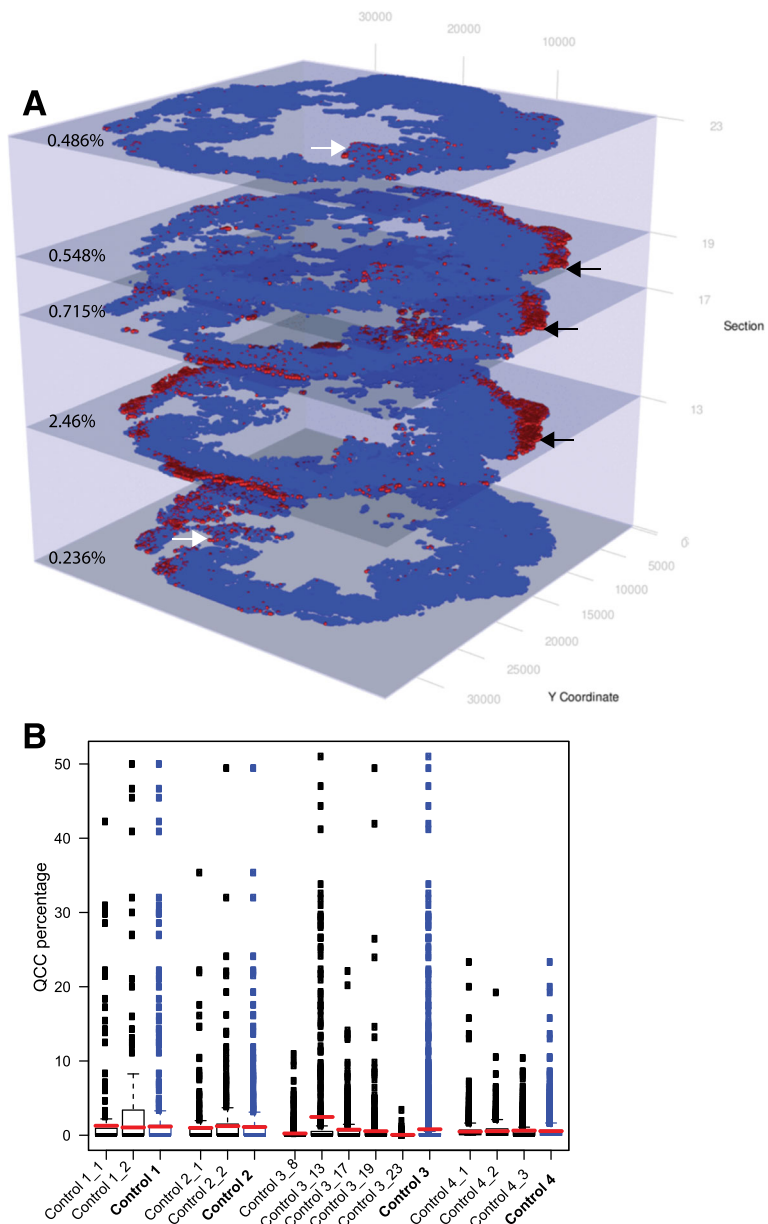 30000
20000
10000
A
23
0.486%
19
0.548%
17
0.715%
Section
13
2.46%
0.236%
5000
10000
15000
20000
25000
30000
Y Coordinate
B
50
40
30
20
10
0
QCC percentage
Control 1_1
Control 1_2
Control 1
Control 2_1
Control 2_2
Control 2
Control 3_8
Control 3_13
Control 3_17
Control 3_19
Control 3_23
Control 3
Control 4_1
Control 4_2
Control 4_3
Control 4